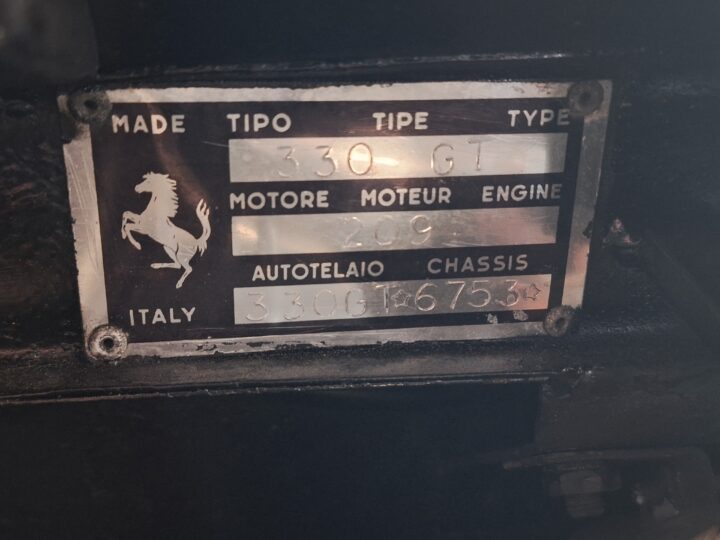 MADE TIPO TIPE TYPE
330 GT
MOTORE MOTEUR ENGINE
209
AUTOTELAIO CHASSIS
330GT☆6753☆
ITALY